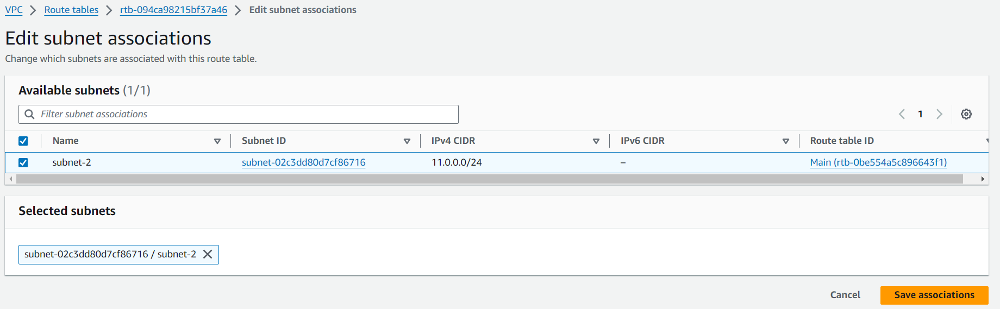 VPC > Route tables > rtb-094ca98215bf37a46 > Edit subnet associations
Edit subnet associations
Change which subnets are associated with this route table.
Available subnets (1/1)
Filter subnet associations
1
Name Subnet ID IPv4 CIDR IPv6 CIDR Route table ID
subnet-2 subnet-02c3dd80d7cf86716 11.0.0.0/24 – Main (rtb-0be554a5c896643f1)
Selected subnets
subnet-02c3dd80d7cf86716 / subnet-2
Cancel Save associations